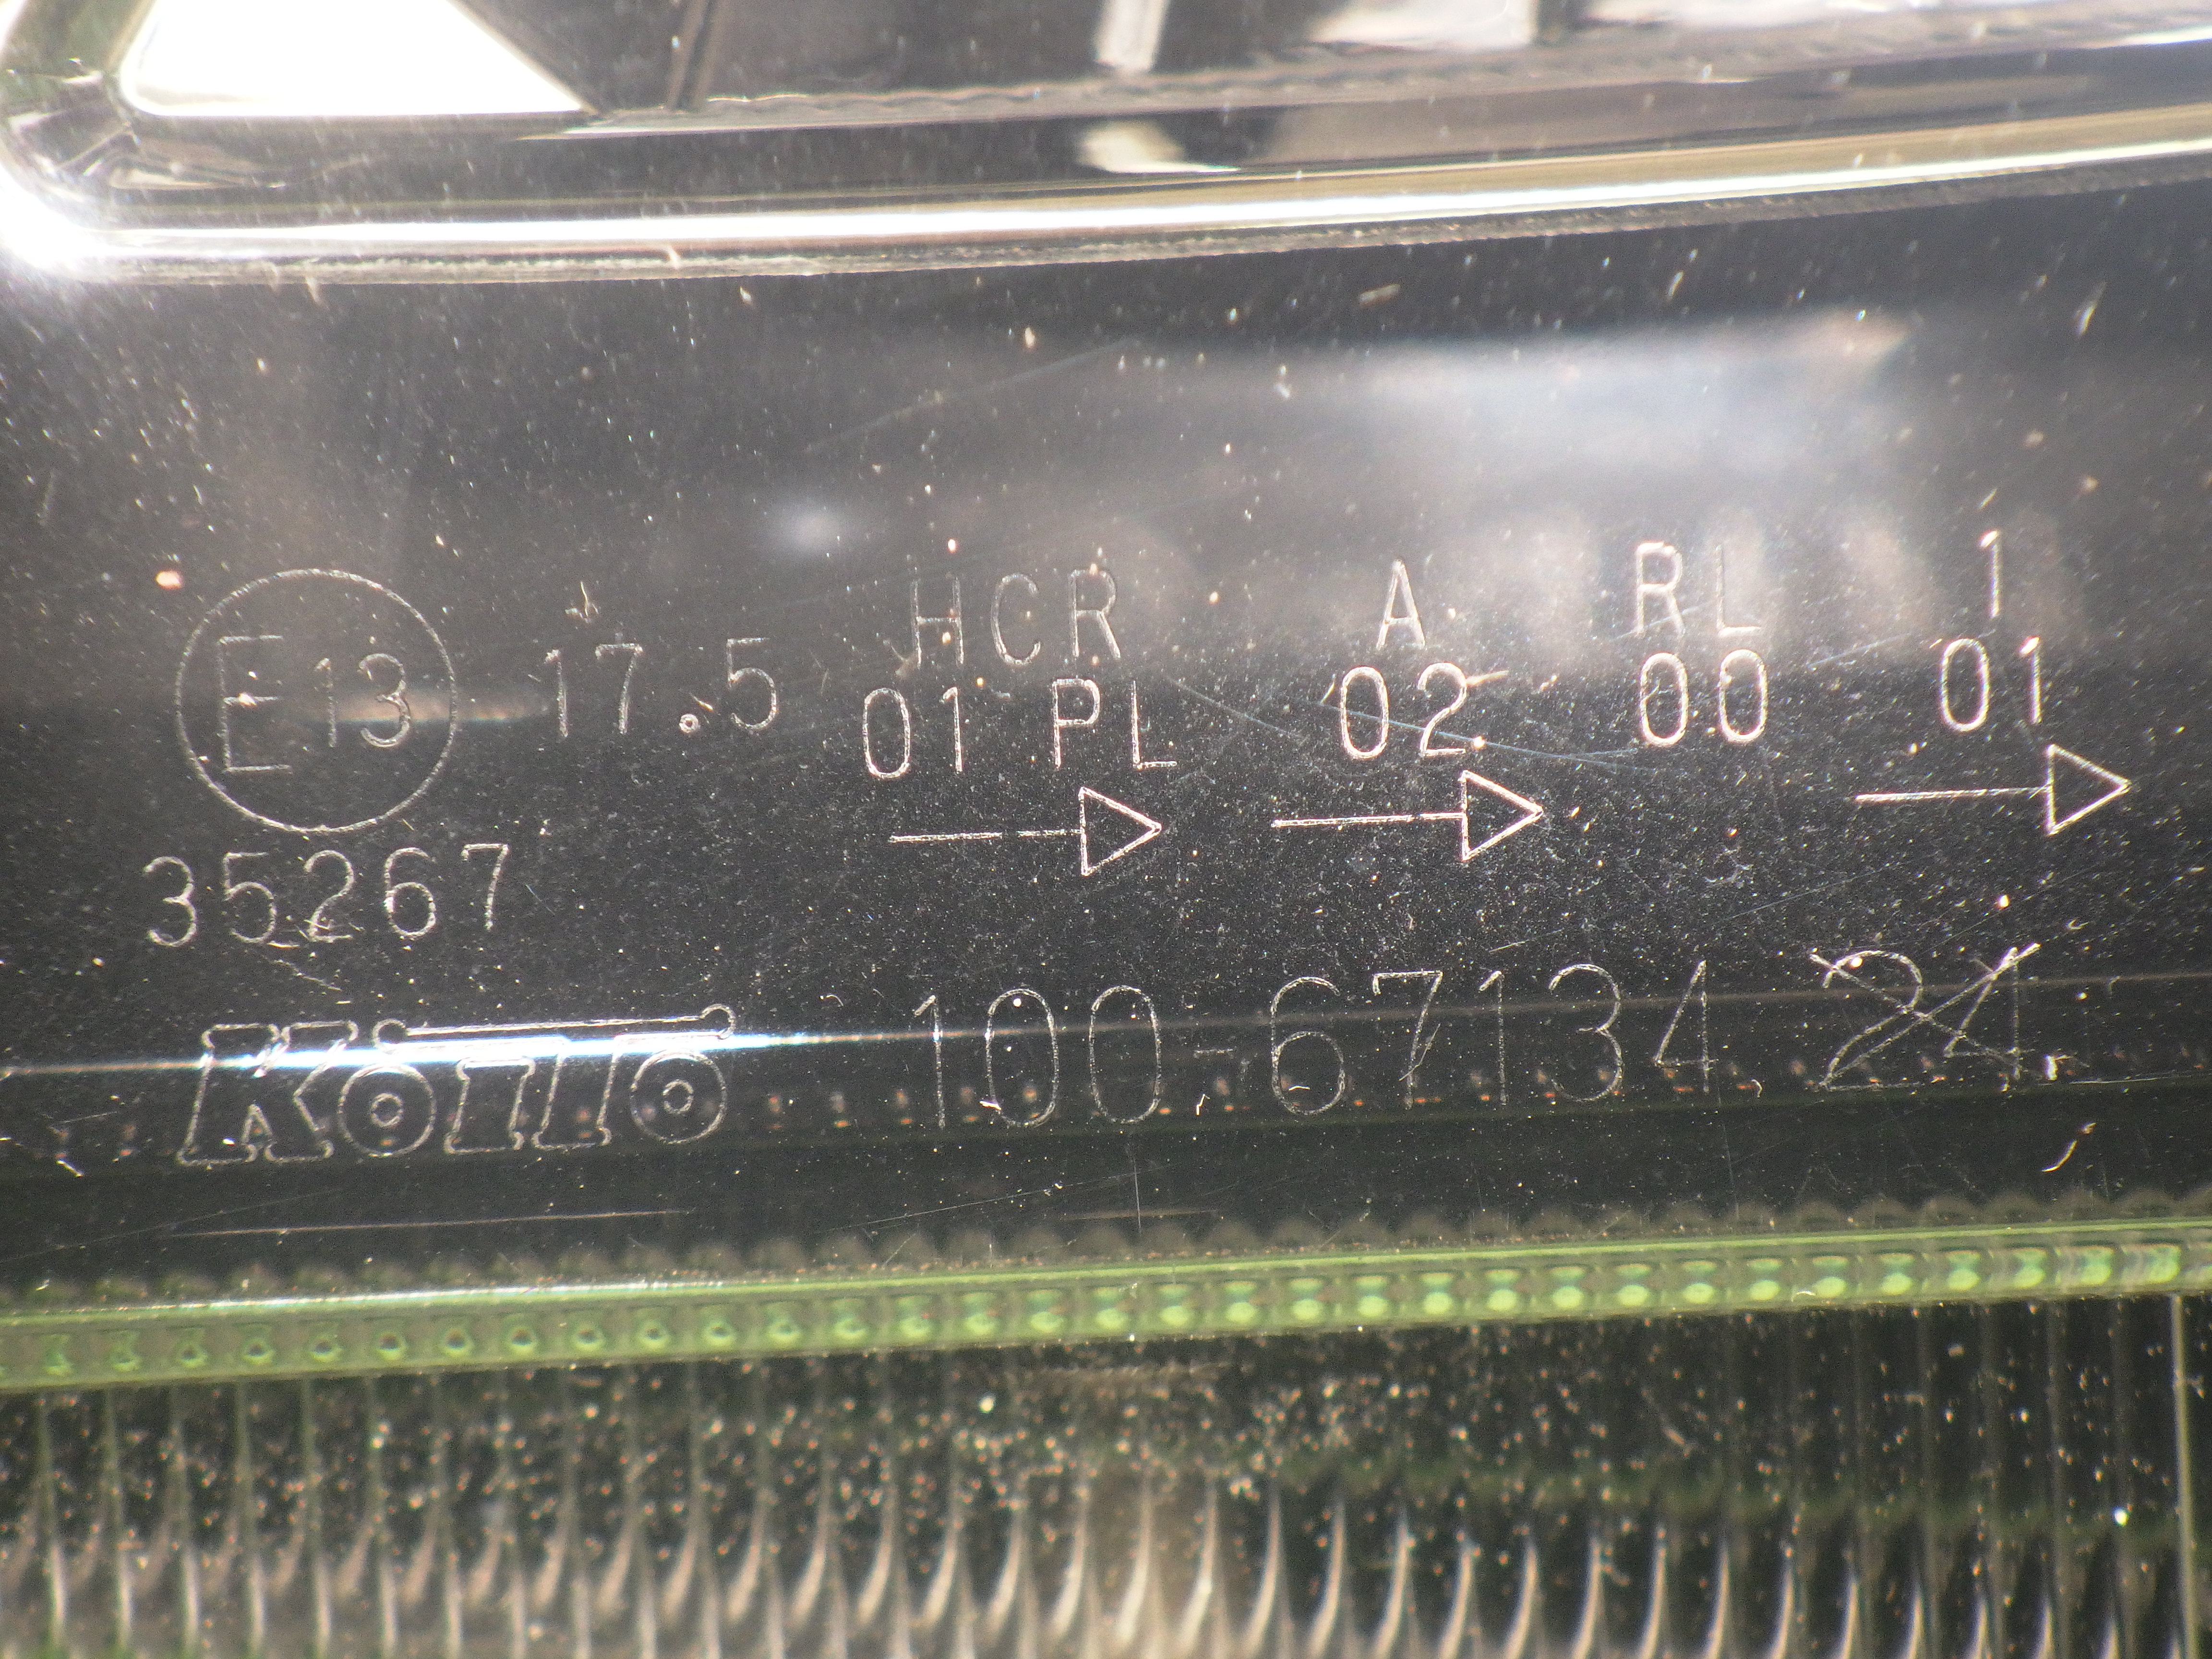 E13 17.5 HCR A RL 1
01 PL 02 00 01
35267
Koito 100-67134 24